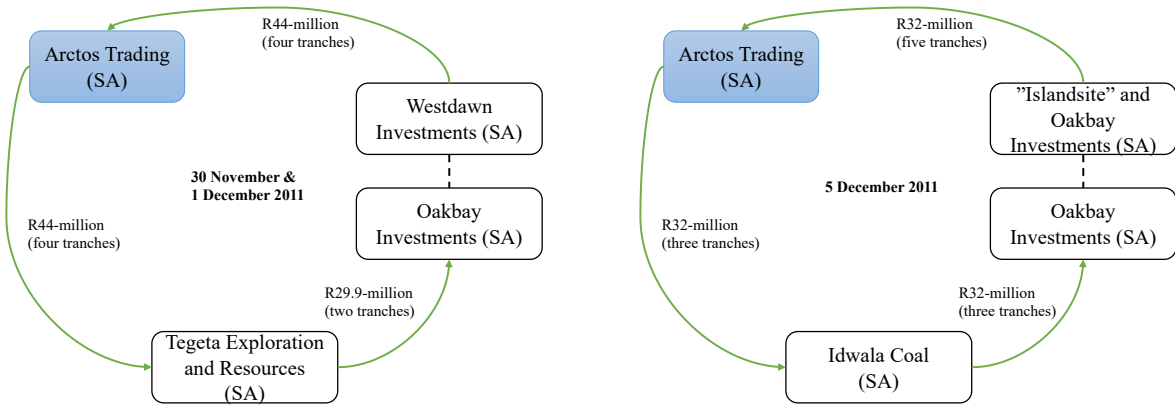 R44-million
(four tranches)
Arctos Trading
(SA)
Westdawn
Investments (SA)
30 November &
1 December 2011
Oakbay
Investments (SA)
R44-million
(four tranches)
R29.9-million
(two tranches)
Tegeta Exploration
and Resources
(SA)
R32-million
(five tranches)
Arctos Trading
(SA)
”Islandsite” and
Oakbay
Investments (SA)
5 December 2011
Oakbay
Investments (SA)
R32-million
(three tranches)
R32-million
(three tranches)
Idwala Coal
(SA)